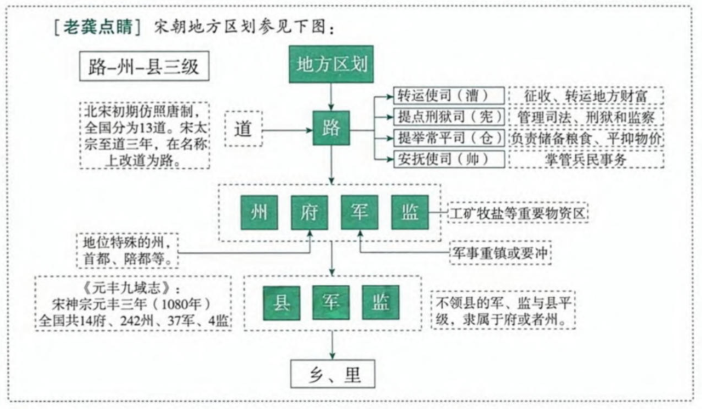 [老龚点睛] 宋朝地方区划参见下图：
路-州-县三级
地方区划
北宋初期仿照唐制，
全国分为13道。宋太
宗至道三年，在名称
上改道为路。
道
路
转运使司（漕） 征收、转运地方财富
提点刑狱司（宪） 管理司法、刑狱和监察
提举常平司（仓） 负责储备粮食、平抑物价
安抚使司（帅） 掌管兵民事务
州 府 军 监
工矿牧盐等重要物资区
地位特殊的州，
首都、陪都等。
军事重镇或要冲
《元丰九域志》：
宋神宗元丰三年（1080年）
全国共14府、242州、37军、4监
县 军 监
不领县的军、监与县平
级，隶属于府或者州。
乡、里